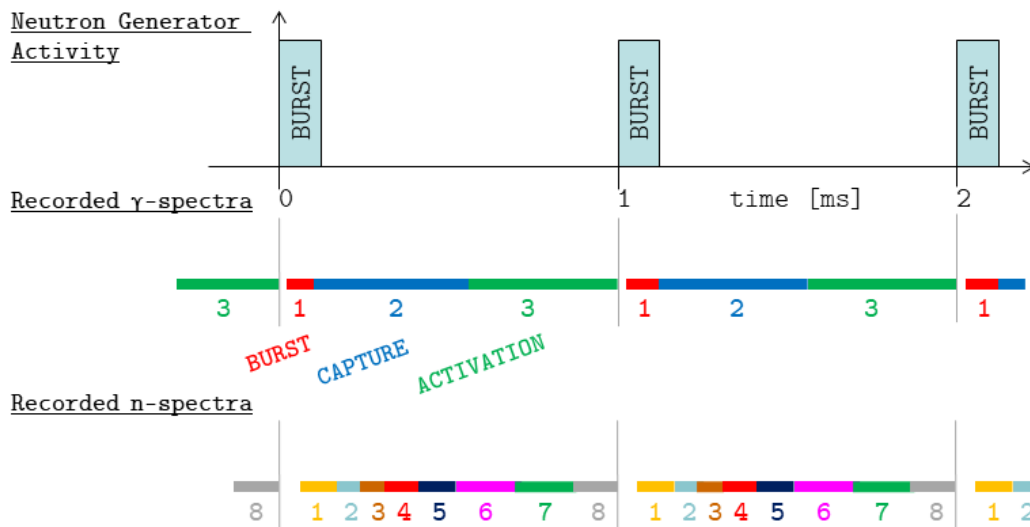 Neutron Generator
Activity
BURST
BURST
BURST
0
1
time [ms]
2
Recorded γ-spectra
3
1
2
3
1
2
3
1
BURST
CAPTURE
ACTIVATION
Recorded n-spectra
8
1
2
3
4
5
6
7
8
1
2
3
4
5
6
7
8
1
2